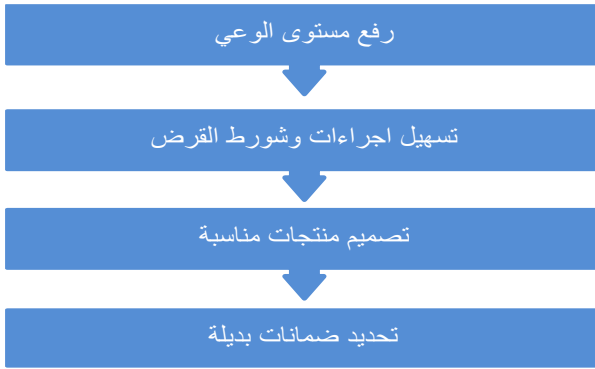 رفع مستوى الوعي
تسهيل اجراءات وشورط القرض
تصميم منتجات مناسبة
تحديد ضمانات بديلة